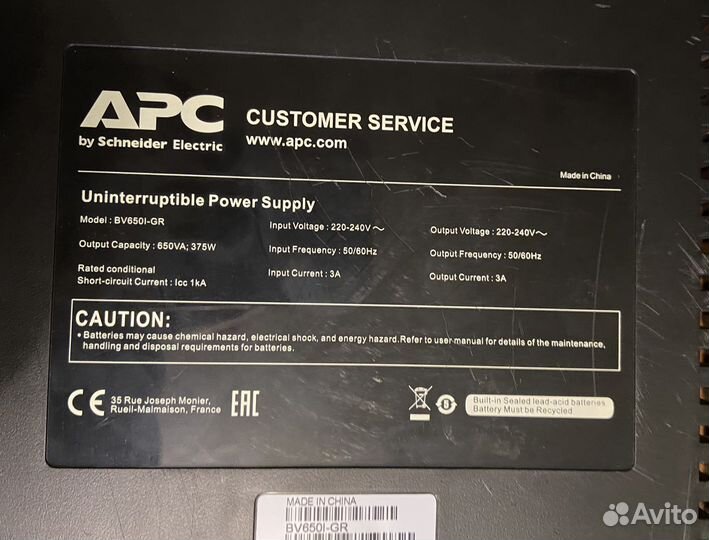 APC
by Schneider Electric
CUSTOMER SERVICE
www.apc.com
Made in China
Uninterruptible Power Supply
Model : BV650I-GR
Input Voltage : 220-240V～
Output Voltage : 220-240V～
Output Capacity : 650VA; 375W
Input Frequency : 50/60Hz
Output Frequency : 50/60Hz
Rated conditional
Short-circuit Current : Icc 1kA
Input Current : 3A
Output Current : 3A
CAUTION:
• Batteries may cause chemical hazard, electrical shock, and energy hazard.Refer to user manual for details of the maintenance,
handling and disposal requirements for batteries.
CE
35 Rue Joseph Monier,
Rueil-Malmaison, France
EAC
Built-in Sealed lead-acid batteries
Battery Must be Recycled
MADE IN CHINA
BV650I-GR
Avito